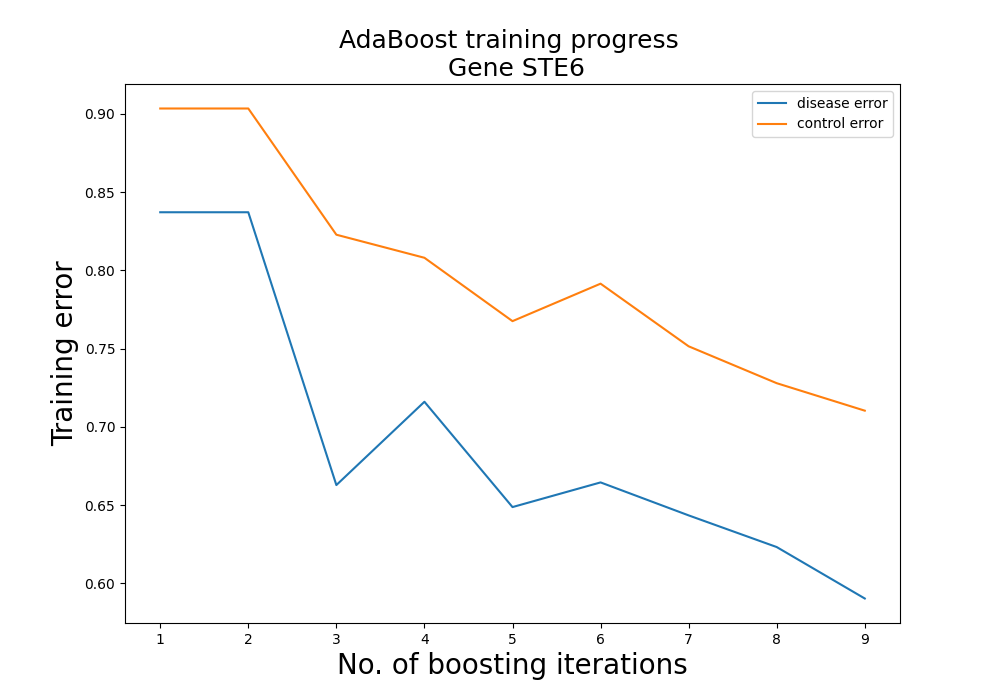 AdaBoost training progress
Gene STE6
disease error
control error
Training error
0.90
0.85
0.80
0.75
0.70
0.65
0.60
1 2 3 4 5 6 7 8 9
No. of boosting iterations